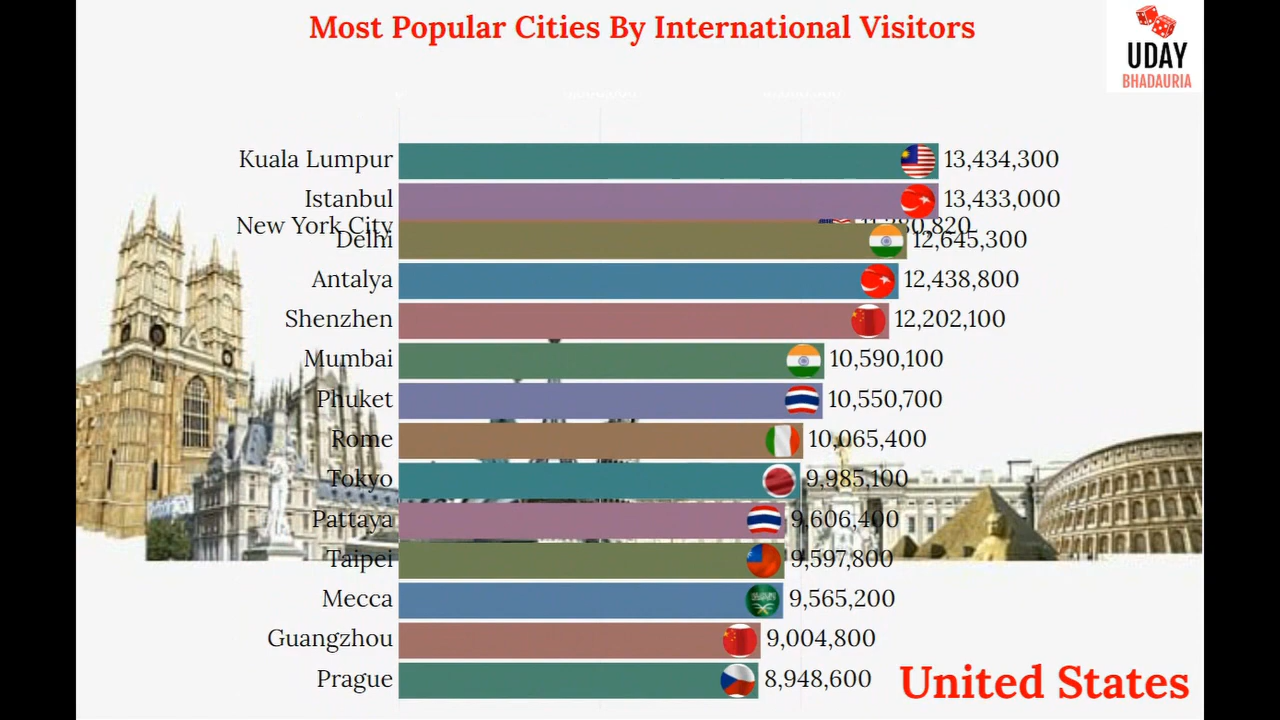 Most Popular Cities By International Visitors
UDAY
BHADAURIA
Kuala Lumpur 13,434,300
Istanbul 13,433,000
New York City
Delhi 12,645,300
Antalya 12,438,800
Shenzhen 12,202,100
Mumbai 10,590,100
Phuket 10,550,700
Rome 10,065,400
Tokyo 9,985,100
Pattaya 9,606,400
Taipei 9,597,800
Mecca 9,565,200
Guangzhou 9,004,800
Prague 8,948,600
United States